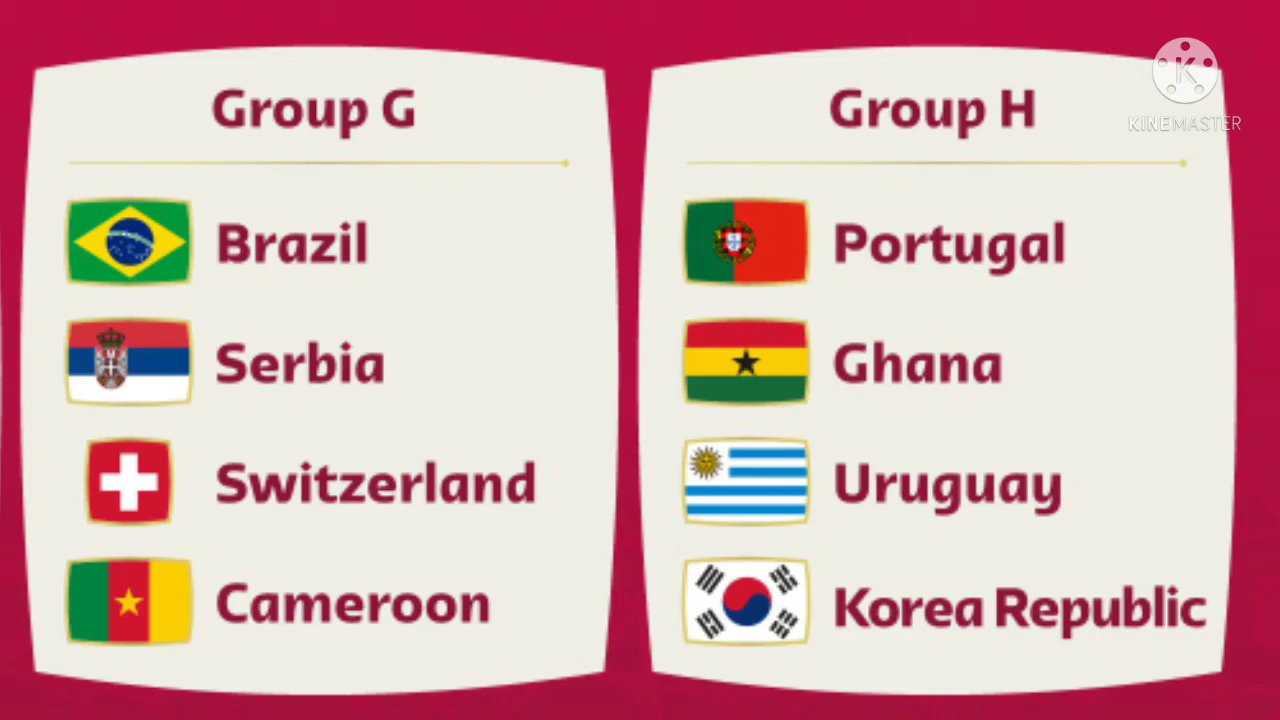 Group G
Brazil
Serbia
Switzerland
Cameroon
Group H
Portugal
Ghana
Uruguay
Korea Republic
K
KINEMASTER